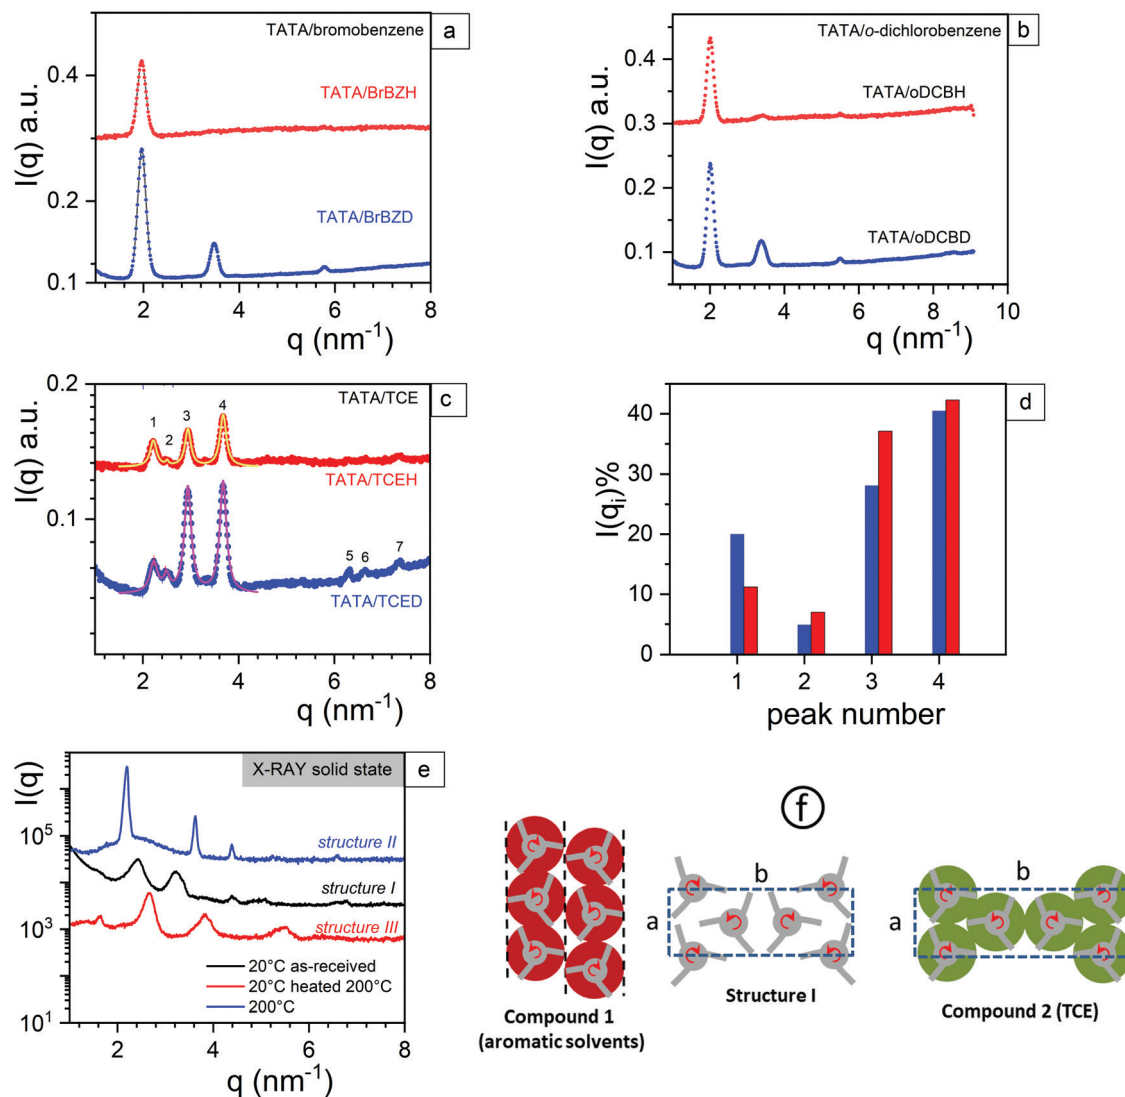 TATA/bromobenzene
a
TATA/BrBZH
TATA/BrBZD
I(q) a.u.
0.4
0.2
0.1
2 4 6 8
q (nm-1)
TATA/o-dichlorobenzene
b
TATA/oDCBH
TATA/oDCBD
I(q) a.u.
0.4
0.3
0.2
0.1
2 4 6 8 10
q (nm-1)
TATA/TCE
c
1 2 3 4
TATA/TCEH
5 6 7
TATA/TCED
I(q) a.u.
0.2
0.1
2 4 6 8
q (nm-1)
d
I(qi)%
40
30
20
10
0
1 2 3 4
peak number
X-RAY solid state
e
structure II
structure I
structure III
20°C as-received
20°C heated 200°C
200°C
I(q)
10^5
10^3
10^1
2 4 6 8
q (nm-1)
f
b
a
b
a
Compound 1
(aromatic solvents)
Structure I
Compound 2 (TCE)